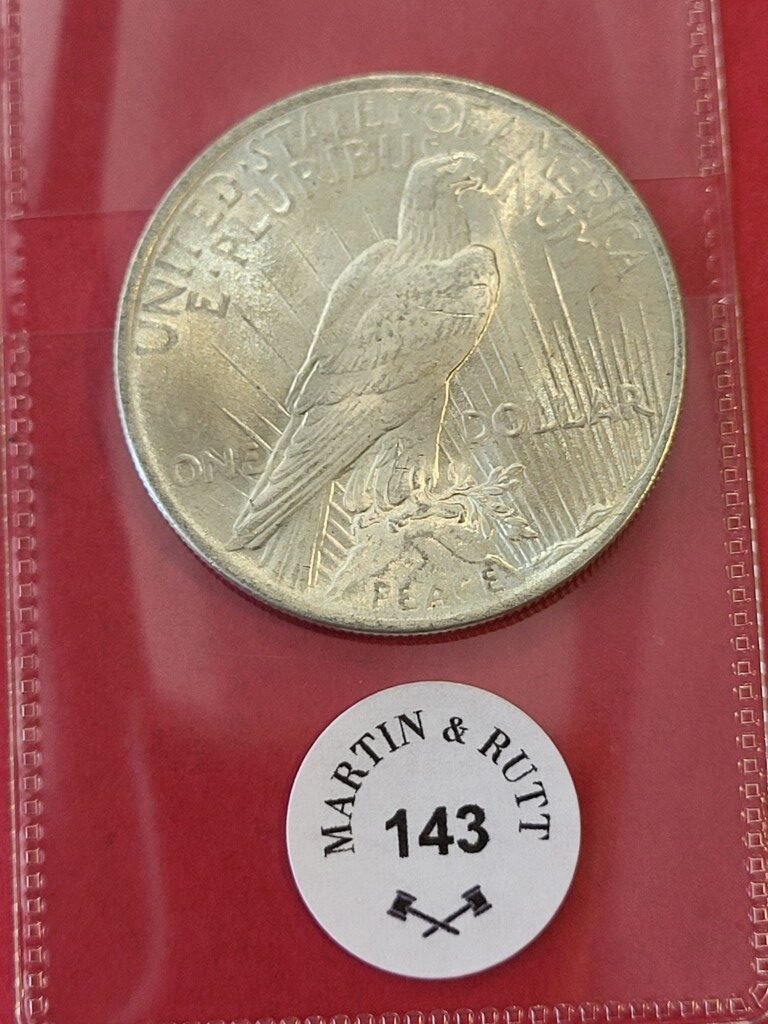 UNITED·STATES·OF·AMERICA
E·PLURIBUS UNUM
ONE DOLLAR
PEACE
MARTIN & RUTT
143